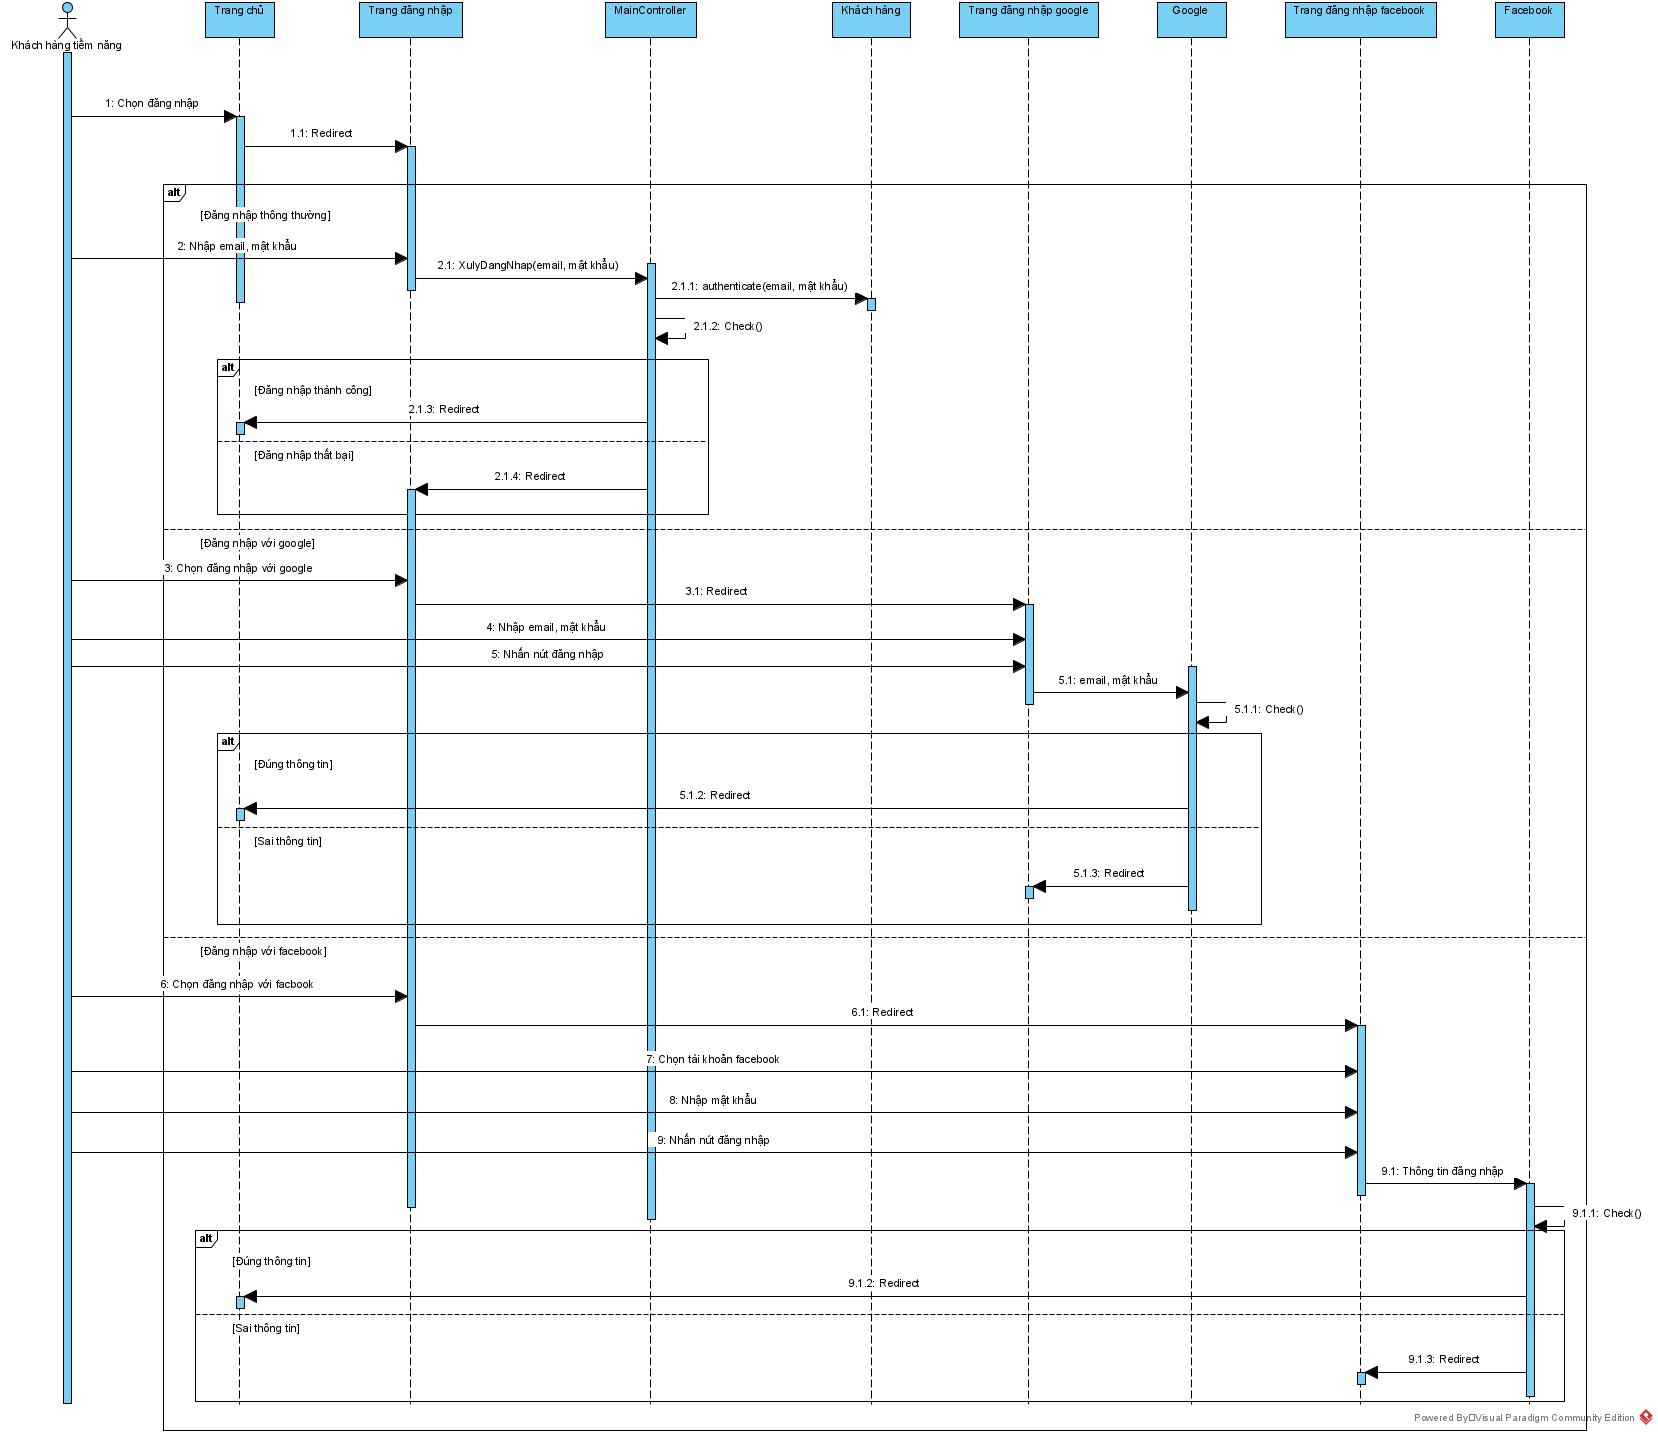 Trang chủ
Trang đăng nhập
MainController
Khách hàng
Trang đăng nhập google
Google
Trang đăng nhập facebook
Facebook
Khách hàng tiềm năng
1: Chọn đăng nhập
1.1: Redirect
alt
[Đăng nhập thông thường]
2: Nhập email, mật khẩu
2.1: XulyDangNhap(email, mật khẩu)
2.1.1: authenticate(email, mật khẩu)
2.1.2: Check()
alt
[Đăng nhập thành công]
2.1.3: Redirect
[Đăng nhập thất bại]
2.1.4: Redirect
[Đăng nhập với google]
3: Chọn đăng nhập với google
3.1: Redirect
4: Nhập email, mật khẩu
5: Nhấn nút đăng nhập
5.1: email, mật khẩu
5.1.1: Check()
alt
[Đúng thông tin]
5.1.2: Redirect
[Sai thông tin]
5.1.3: Redirect
[Đăng nhập với facebook]
6: Chọn đăng nhập với facbook
6.1: Redirect
7: Chọn tài khoản facebook
8: Nhập mật khẩu
9: Nhấn nút đăng nhập
9.1: Thông tin đăng nhập
9.1.1: Check()
alt
[Đúng thông tin]
9.1.2: Redirect
[Sai thông tin]
9.1.3: Redirect
Powered By□Visual Paradigm Community Edition